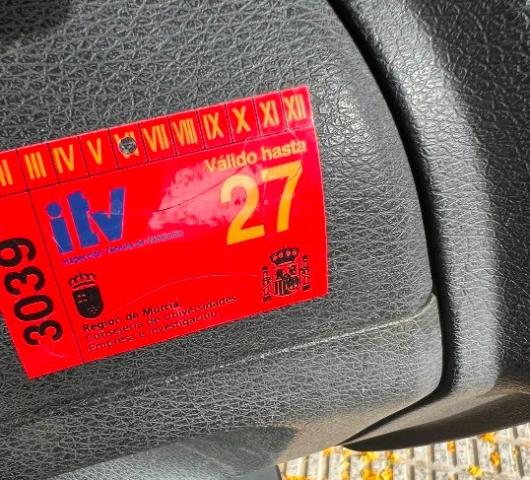 II III IV V VI VII VIII IX X XI XII
Válido hasta
27
itv
3039
Región de Murcia
Consejería de Universidades
Empresa e Investigación